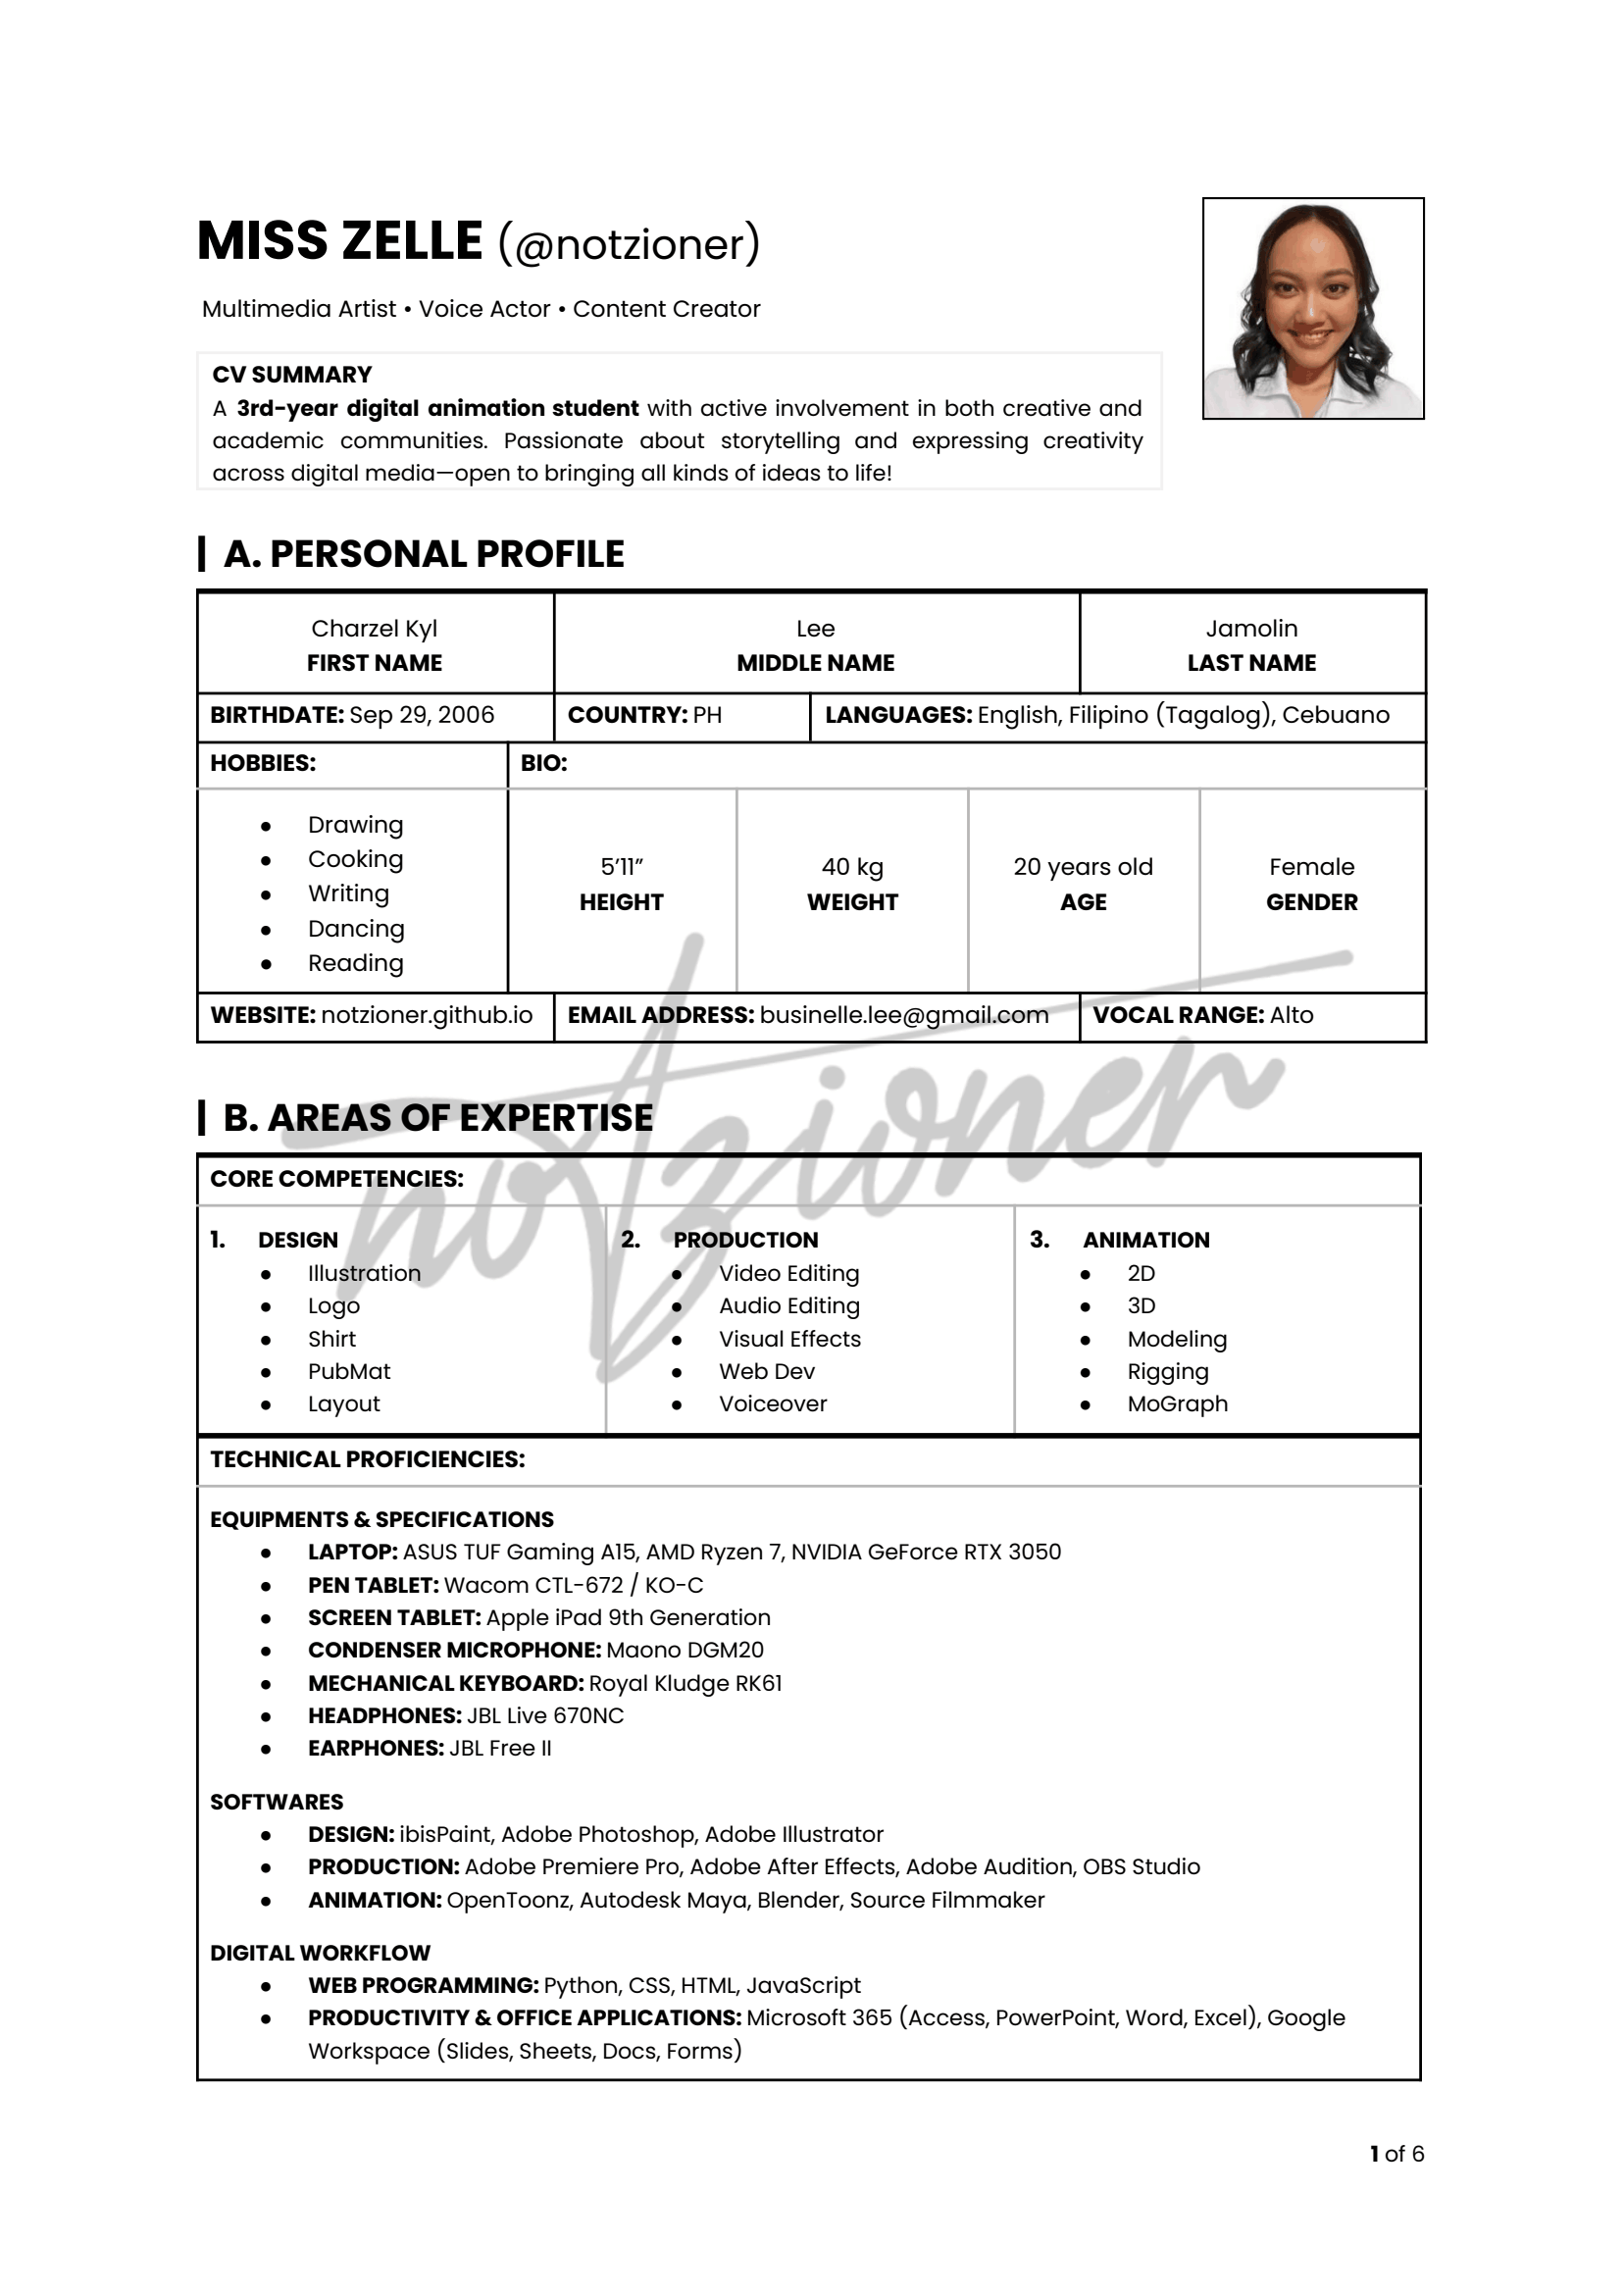 MISS ZELLE (@notzioner)
Multimedia Artist • Voice Actor • Content Creator
CV SUMMARY
A 3rd-year digital animation student with active involvement in both creative and
academic communities. Passionate about storytelling and expressing creativity
across digital media—open to bringing all kinds of ideas to life!
A. PERSONAL PROFILE
Charzel Kyl
FIRST NAME
Lee
MIDDLE NAME
Jamolin
LAST NAME
BIRTHDATE: Sep 29, 2006
COUNTRY: PH
LANGUAGES: English, Filipino (Tagalog), Cebuano
HOBBIES:
BIO:
● Drawing
● Cooking
● Writing
● Dancing
● Reading
5’11”
HEIGHT
40 kg
WEIGHT
20 years old
AGE
Female
GENDER
WEBSITE: notzioner.github.io
EMAIL ADDRESS: businelle.lee@gmail.com
VOCAL RANGE: Alto
notzioner
B. AREAS OF EXPERTISE
CORE COMPETENCIES:
1. DESIGN
● Illustration
● Logo
● Shirt
● PubMat
● Layout
2. PRODUCTION
● Video Editing
● Audio Editing
● Visual Effects
● Web Dev
● Voiceover
3. ANIMATION
● 2D
● 3D
● Modeling
● Rigging
● MoGraph
TECHNICAL PROFICIENCIES:
EQUIPMENTS & SPECIFICATIONS
● LAPTOP: ASUS TUF Gaming A15, AMD Ryzen 7, NVIDIA GeForce RTX 3050
● PEN TABLET: Wacom CTL-672 / KO-C
● SCREEN TABLET: Apple iPad 9th Generation
● CONDENSER MICROPHONE: Maono DGM20
● MECHANICAL KEYBOARD: Royal Kludge RK61
● HEADPHONES: JBL Live 670NC
● EARPHONES: JBL Free II
SOFTWARES
● DESIGN: ibisPaint, Adobe Photoshop, Adobe Illustrator
● PRODUCTION: Adobe Premiere Pro, Adobe After Effects, Adobe Audition, OBS Studio
● ANIMATION: OpenToonz, Autodesk Maya, Blender, Source Filmmaker
DIGITAL WORKFLOW
● WEB PROGRAMMING: Python, CSS, HTML, JavaScript
● PRODUCTIVITY & OFFICE APPLICATIONS: Microsoft 365 (Access, PowerPoint, Word, Excel), Google
Workspace (Slides, Sheets, Docs, Forms)
1 of 6